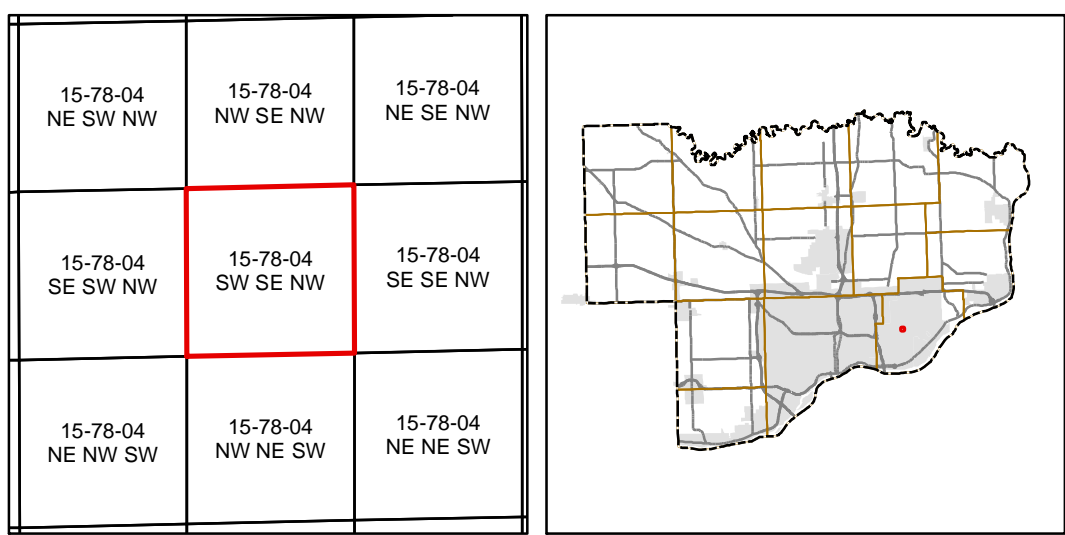 15-78-04
NE SW NW
15-78-04
NW SE NW
15-78-04
NE SE NW
15-78-04
SE SW NW
15-78-04
SW SE NW
15-78-04
SE SE NW
15-78-04
NE NW SW
15-78-04
NW NE SW
15-78-04
NE NE SW